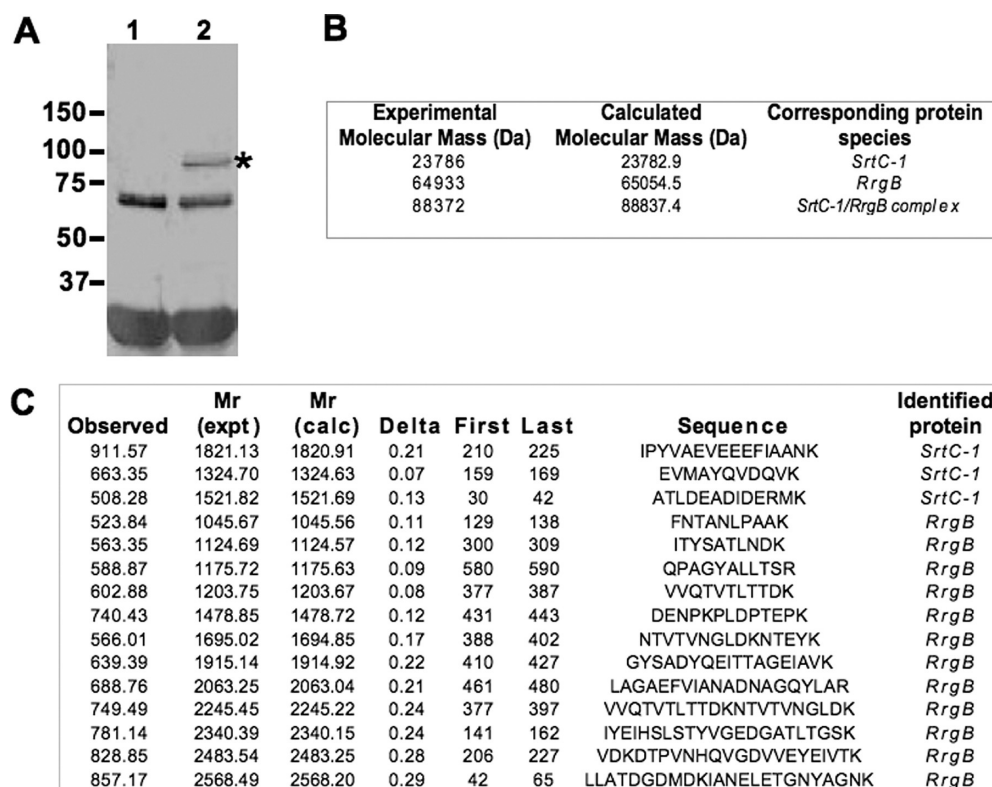 A
1 2
150
100
*
75
50
37
B
Experimental Molecular Mass (Da) Calculated Molecular Mass (Da) Corresponding protein species
23786 23782.9 SrtC-1
64933 65054.5 RrgB
88372 88837.4 SrtC-1/RrgB complex
C
Observed Mr (expt) Mr (calc) Delta First Last Sequence Identified protein
911.57 1821.13 1820.91 0.21 210 225 IPYVAEVEEEFIAANK SrtC-1
663.35 1324.70 1324.63 0.07 159 169 EVMAYQVDQVK SrtC-1
508.28 1521.82 1521.69 0.13 30 42 ATLDEADIDERMK SrtC-1
523.84 1045.67 1045.56 0.11 129 138 FNTANLPAAK RrgB
563.35 1124.69 1124.57 0.12 300 309 ITYSATLNDK RrgB
588.87 1175.72 1175.63 0.09 580 590 QPAGYALLTSR RrgB
602.88 1203.75 1203.67 0.08 377 387 VVQTVTLTTDK RrgB
740.43 1478.85 1478.72 0.12 431 443 DENPKPLDPTEPK RrgB
566.01 1695.02 1694.85 0.17 388 402 NTVTVNGLDKNTEYK RrgB
639.39 1915.14 1914.92 0.22 410 427 GYSADYQEITTAGEIAVK RrgB
688.76 2063.25 2063.04 0.21 461 480 LAGAEFVIANADNAGQYLAR RrgB
749.49 2245.45 2245.22 0.24 377 397 VVQTVTLTTDKNTVTVNGLDK RrgB
781.14 2340.39 2340.15 0.24 141 162 IYEIHSLSTYVGEDGATLTGSK RrgB
828.85 2483.54 2483.25 0.28 206 227 VDKDTPVNHQVGDVVEYEIVTK RrgB
857.17 2568.49 2568.20 0.29 42 65 LLATDGDMDKIANELETGNYAGNK RrgB